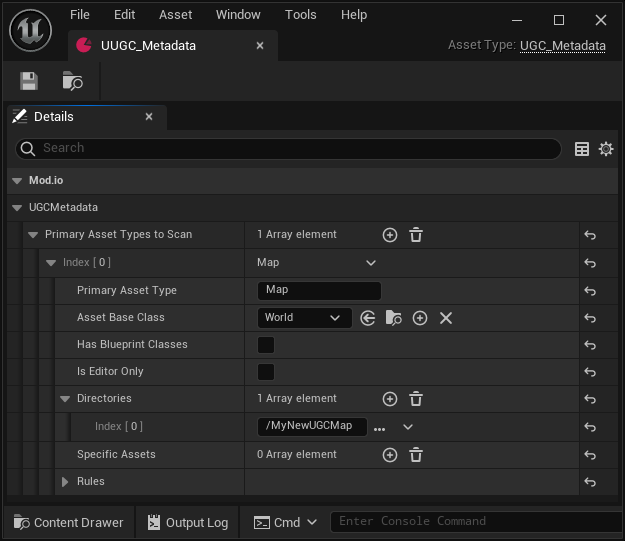 File Edit Asset Window Tools Help
UUGC_Metadata
Asset Type: UGC_Metadata
Details
Search
Mod.io
UGCMetadata
Primary Asset Types to Scan 1 Array element
Index [ 0 ] Map
Primary Asset Type Map
Asset Base Class World
Has Blueprint Classes
Is Editor Only
Directories 1 Array element
Index [ 0 ] /MyNewUGCMap
Specific Assets 0 Array element
Rules
Content Drawer Output Log Cmd Enter Console Command